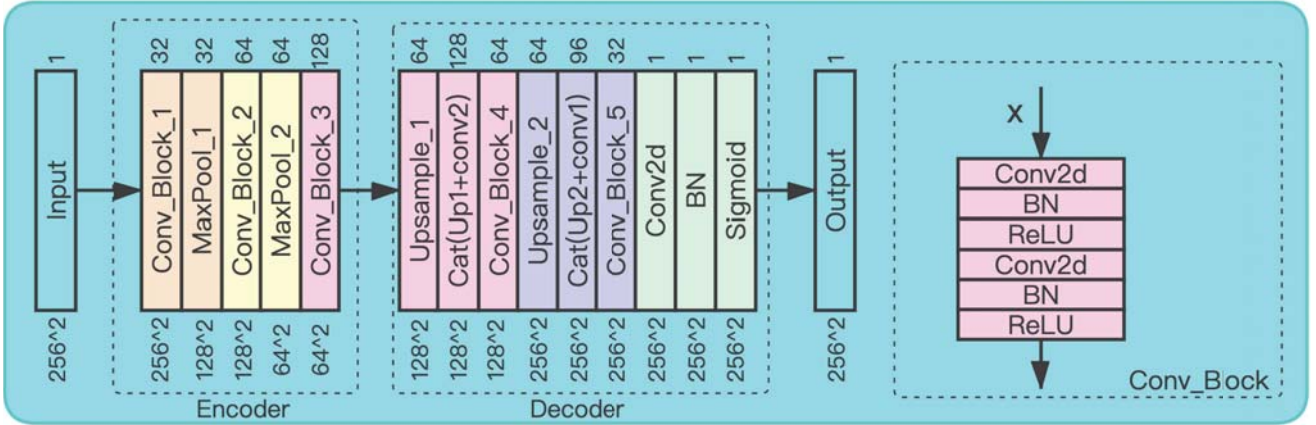 1
Input
256^2
32
Conv_Block_1
256^2
32
MaxPool_1
128^2
64
Conv_Block_2
128^2
64
MaxPool_2
64^2
128
Conv_Block_3
64^2
Encoder
64
Upsample_1
128^2
128
Cat(Up1+conv2)
128^2
64
Conv_Block_4
128^2
64
Upsample_2
256^2
96
Cat(Up2+conv1)
256^2
32
Conv_Block_5
256^2
1
Conv2d
256^2
1
BN
256^2
1
Sigmoid
256^2
Decoder
1
Output
256^2
x
Conv2d
BN
ReLU
Conv2d
BN
ReLU
Conv_Block